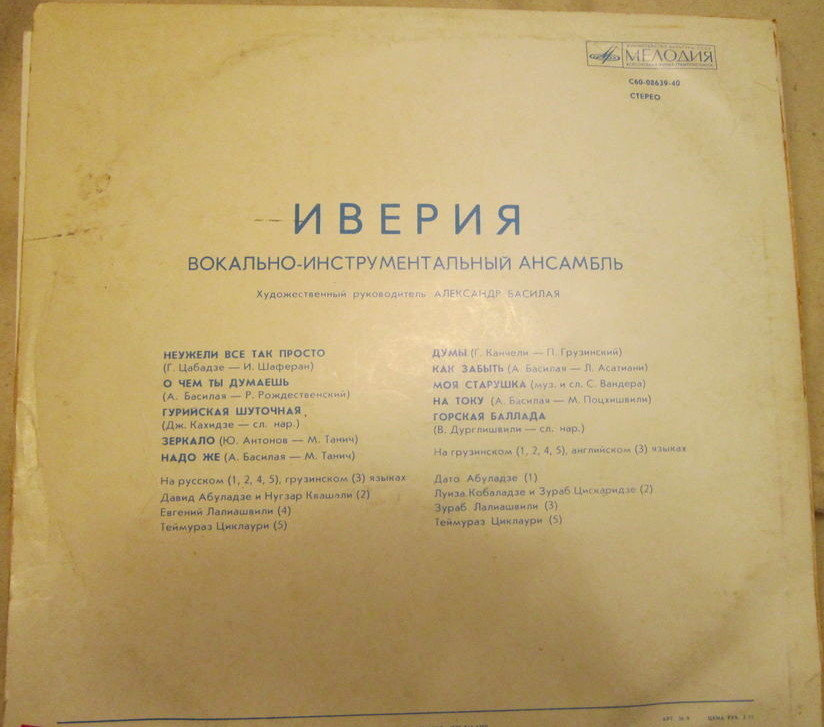 МЕЛОДИЯ
С60-08639-40
СТЕРЕО
ИВЕРИЯ
ВОКАЛЬНО-ИНСТРУМЕНТАЛЬНЫЙ АНСАМБЛЬ
Художественный руководитель АЛЕКСАНДР БАСИЛАЯ
НЕУЖЕЛИ ВСЕ ТАК ПРОСТО
(Г. Цабадзе — И. Шаферан)
О ЧЕМ ТЫ ДУМАЕШЬ
(А. Басилая — Р. Рождественский)
ГУРИЙСКАЯ ШУТОЧНАЯ
(Дж. Кахидзе — сл. нар.)
ЗЕРКАЛО (Ю. Антонов — М. Танич)
НАДО ЖЕ (А. Басилая — М. Танич)
На русском (1, 2, 4, 5), грузинском (3) языках
Давид Абуладзе и Нугзар Квашали (2)
Евгений Лалиашвили (4)
Теймураз Циклаури (5)
ДУМЫ (Г. Канчели — П. Грузинский)
КАК ЗАБЫТЬ (А. Басилая — Л. Асатиани)
МОЯ СТАРУШКА (муз. и сл. С. Вандера)
НА ТОКУ (А. Басилая — М. Поцхишвили)
ГОРСКАЯ БАЛЛАДА
(В. Дурглишвили — сл. нар.)
На грузинском (1, 2, 4, 5), английском (3) языках
Дато Абуладзе (1)
Луиза Кобаладзе и Зураб Цискаридзе (2)
Зураб Лалиашвили (3)
Теймураз Циклаури (5)
АРТ. ЦЕНА РУБ.